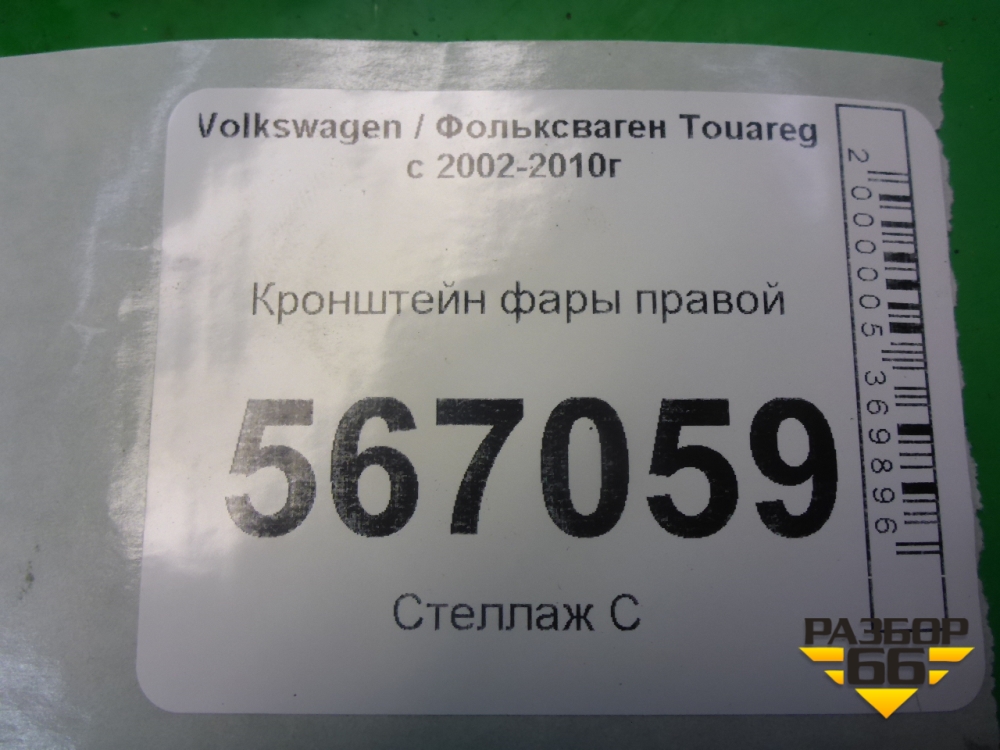 Volkswagen / Фольксваген Touareg
с 2002-2010г
Кронштейн фары правой
567059
Стеллаж С
2000005369896
РАЗБОР
66